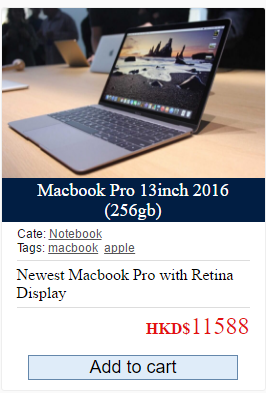 Macbook Pro 13inch 2016
(256gb)
Cate: Notebook
Tags: macbook apple
Newest Macbook Pro with Retina
Display
HKD$11588
Add to cart